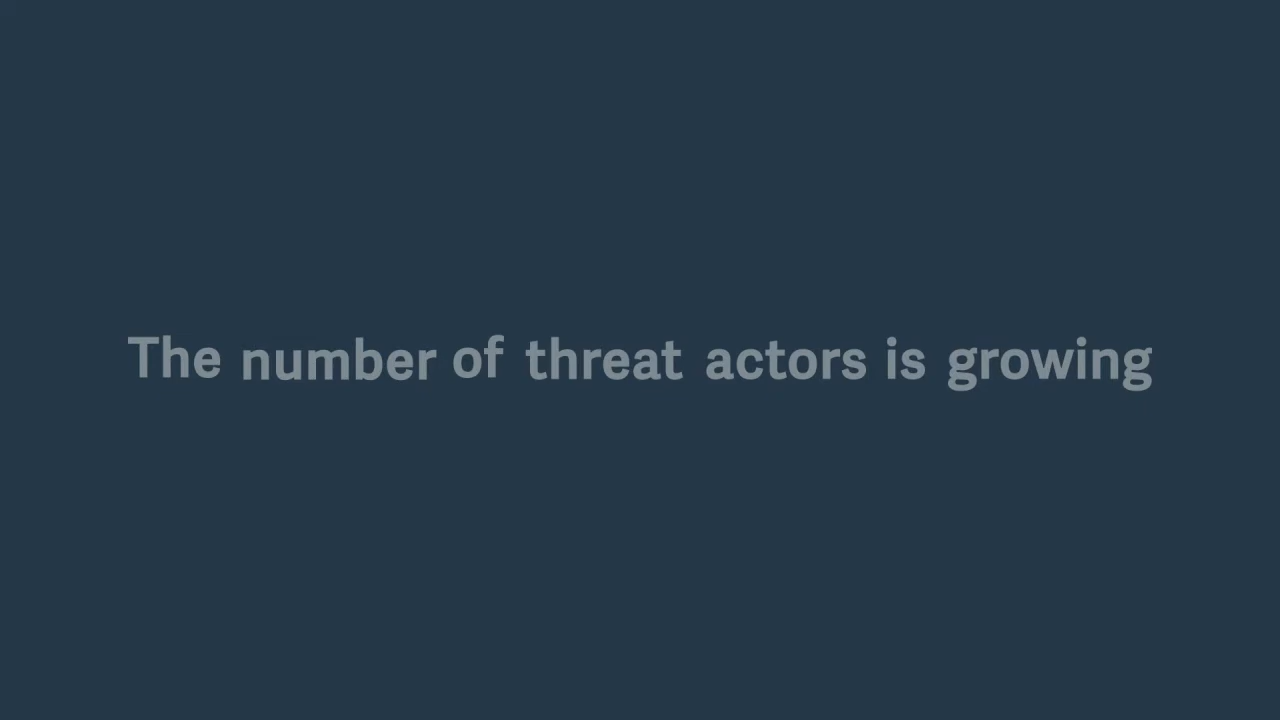 The number of threat actors is growing